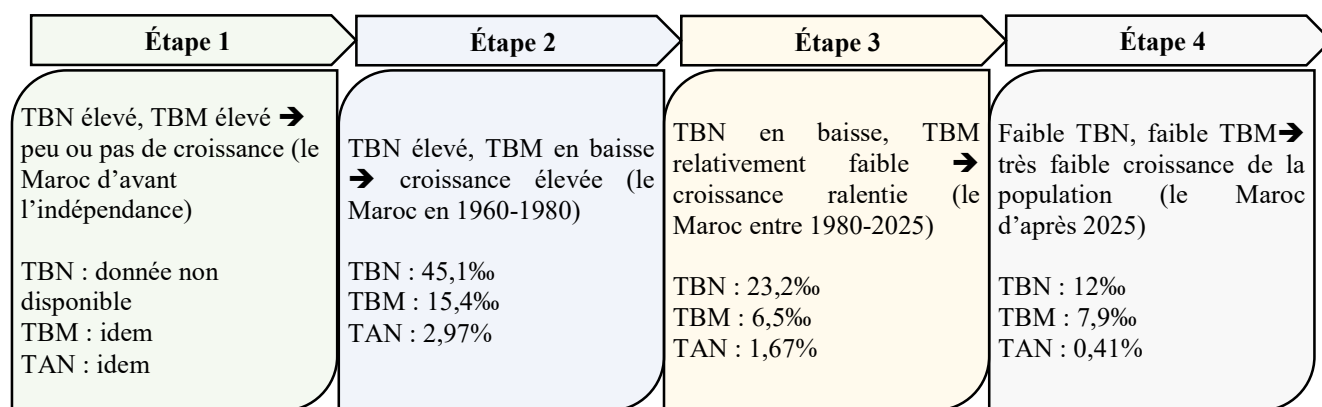 Étape 1
Étape 2
Étape 3
Étape 4
TBN élevé, TBM élevé ➔
peu ou pas de croissance (le
Maroc d’avant
l’indépendance)
TBN : donnée non
disponible
TBM : idem
TAN : idem
TBN élevé, TBM en baisse
➔ croissance élevée (le
Maroc en 1960-1980)
TBN : 45,1‰
TBM : 15,4‰
TAN : 2,97%
TBN en baisse, TBM
relativement faible ➔
croissance ralentie (le
Maroc entre 1980-2025)
TBN : 23,2‰
TBM : 6,5‰
TAN : 1,67%
Faible TBN, faible TBM➔
très faible croissance de la
population (le Maroc
d’après 2025)
TBN : 12‰
TBM : 7,9‰
TAN : 0,41%